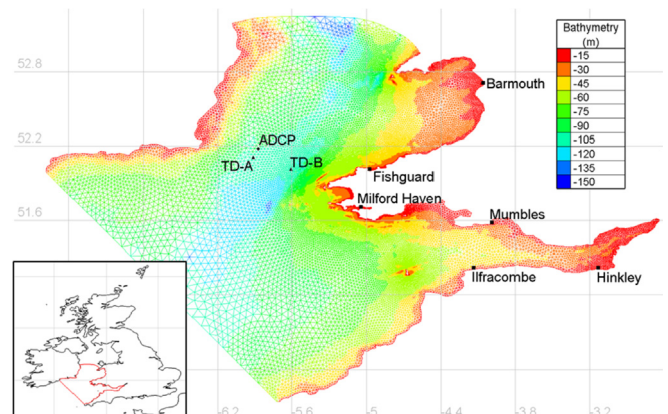 Bathymetry
(m)
-15
-30
-45
-60
-75
-90
-105
-120
-135
-150
52.8
Barmouth
52.2
ADCP
TD-A
TD-B
Fishguard
Milford Haven
51.6
Mumbles
Ilfracombe
Hinkley
-6.2
-5.6
-5
-4.4
-3.8
-3.2